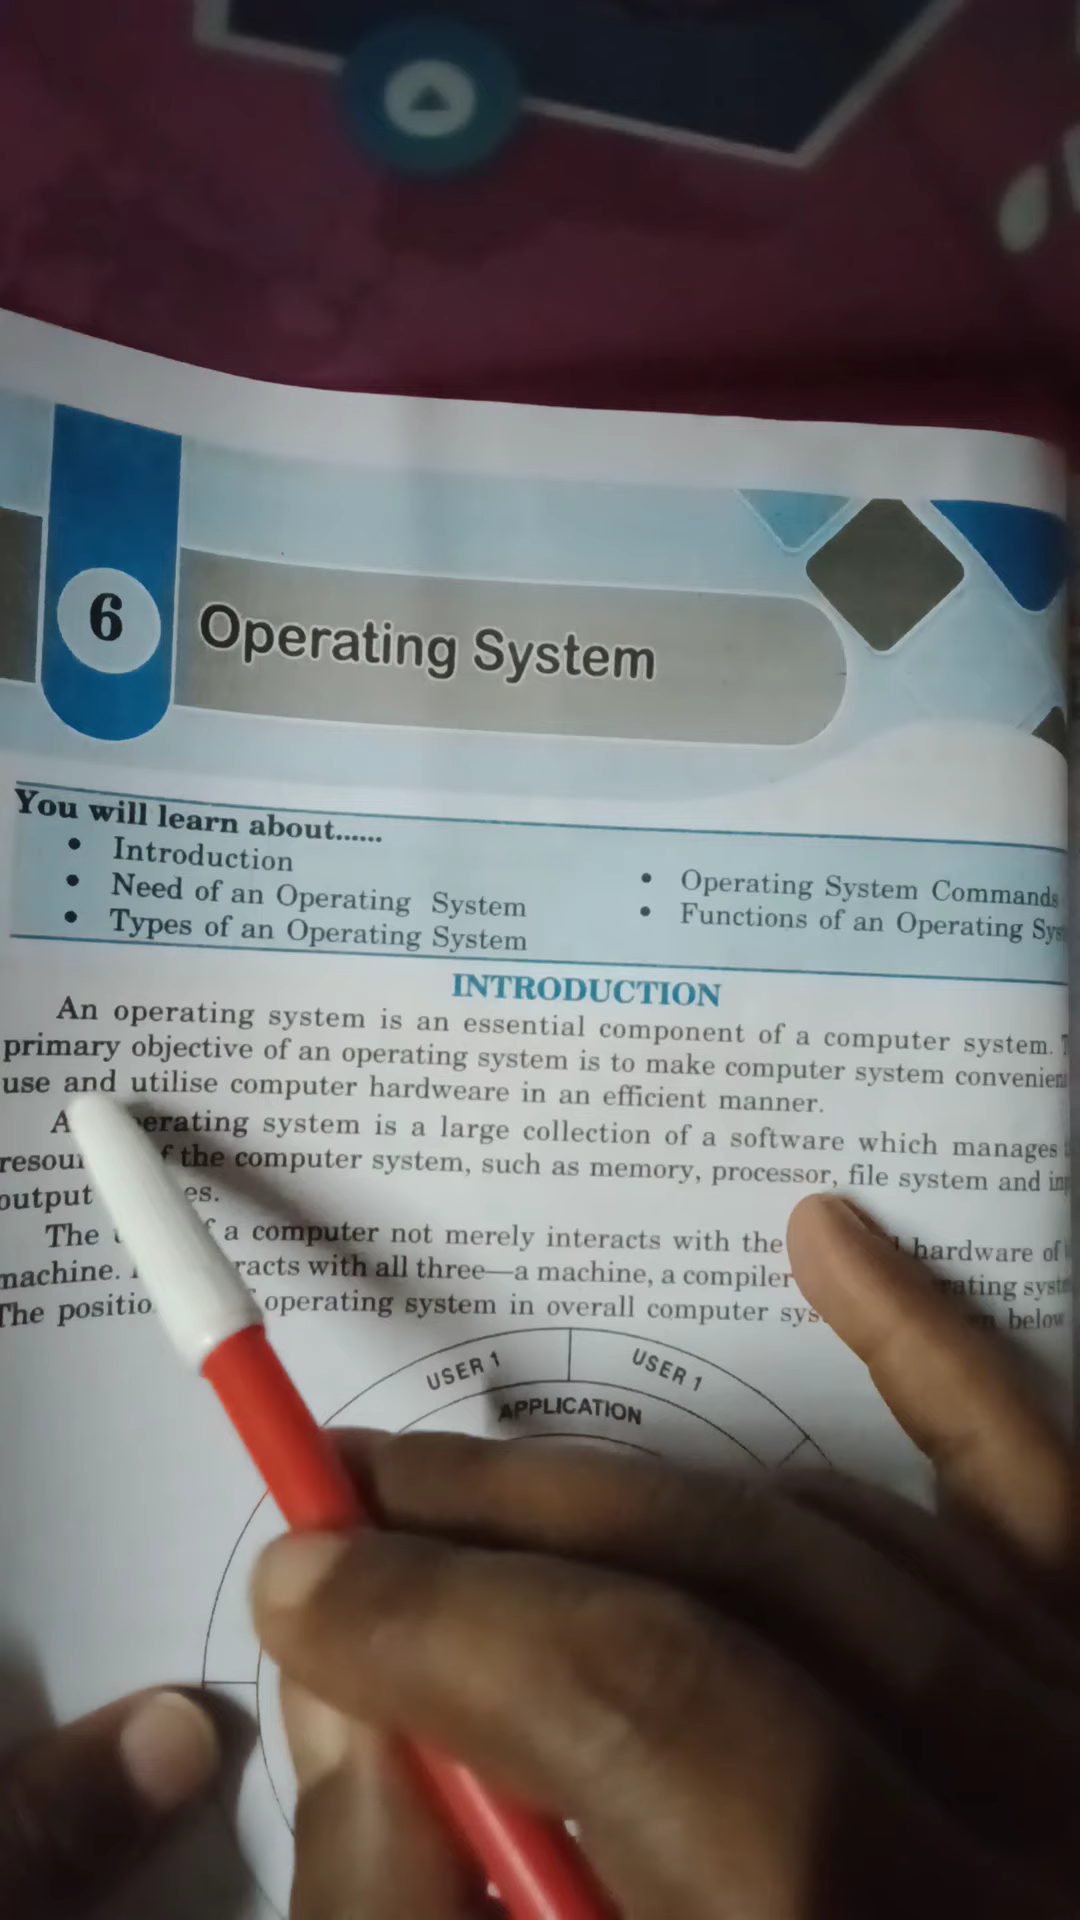 6
Operating System
You will learn about......
• Introduction
• Need of an Operating System
• Types of an Operating System
• Operating System Commands
• Functions of an Operating
INTRODUCTION
An operating system is an essential component of a computer system.
primary objective of an operating system is to make computer system
use and utilise computer hardweare in an efficient manner.
operating system is a large collection of a software which manages
the computer system, such as memory, processor, file system and
output
The a computer not merely interacts with the hardware of
machine. with all three—a machine, a compiler
The operating system in overall computer below
USER 1
USER 1
APPLICATION